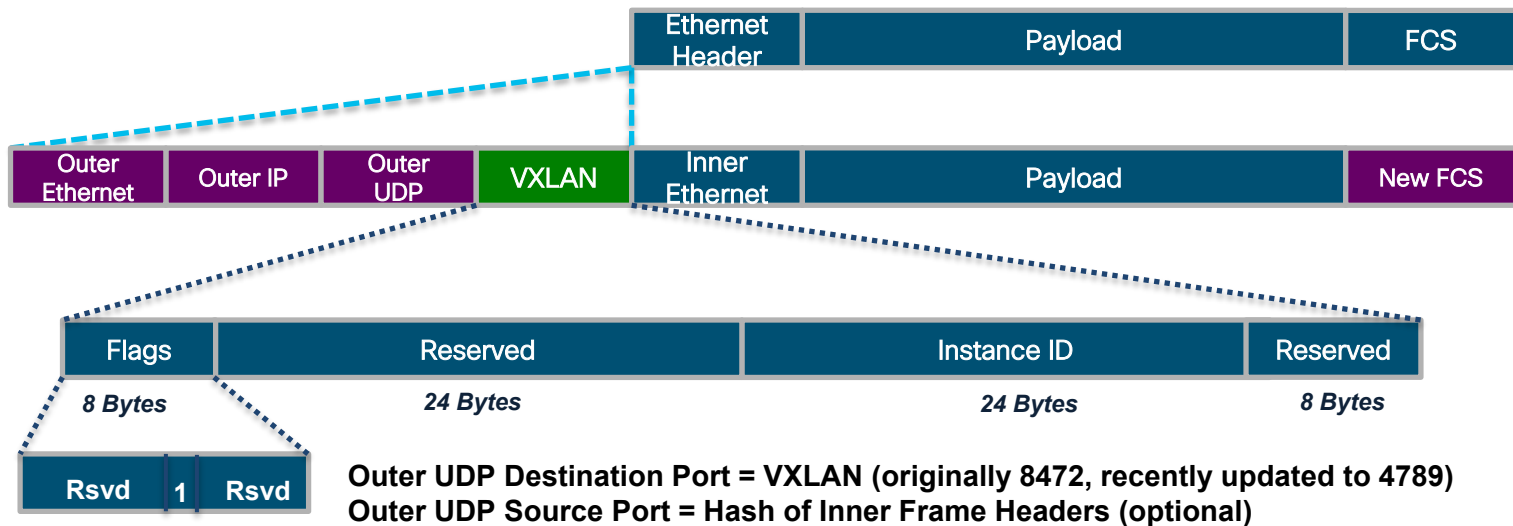 Ethernet
Header
Payload
FCS
Outer
Ethernet
Outer IP
Outer
UDP
VXLAN
Inner
Ethernet
Payload
New FCS
Flags
Reserved
Instance ID
Reserved
8 Bytes
24 Bytes
24 Bytes
8 Bytes
Rsvd
1
Rsvd
Outer UDP Destination Port = VXLAN (originally 8472, recently updated to 4789)
Outer UDP Source Port = Hash of Inner Frame Headers (optional)